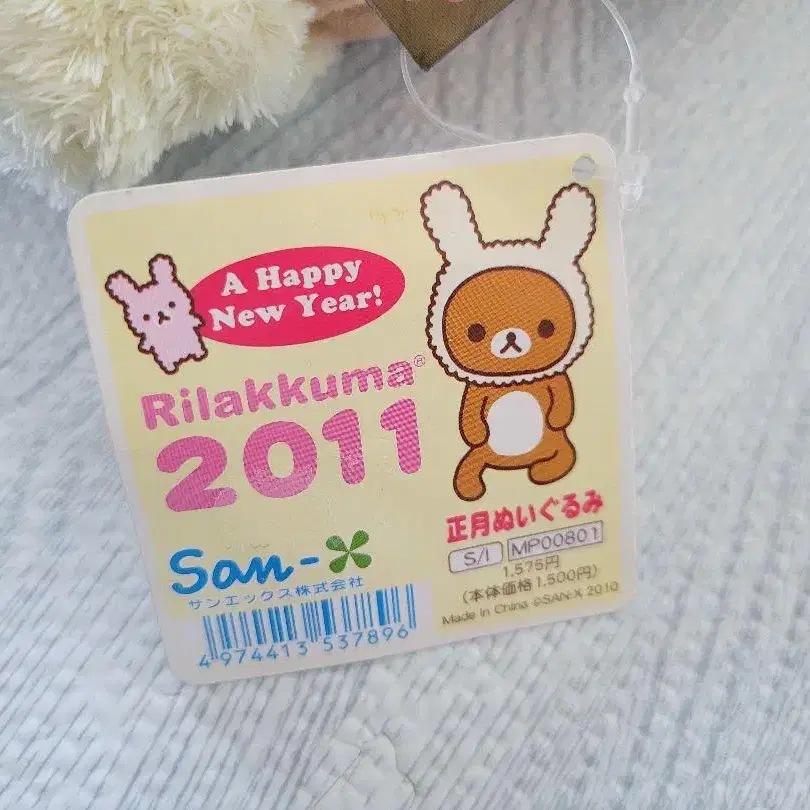 A Happy
New Year!
Rilakkuma®
2011
正月ぬいぐるみ
S/I MP00801
1,575円
(本体価格1,500円)
Made in China ©SAN-X 2010
San-X
サンエックス株式会社
4 974413 537896